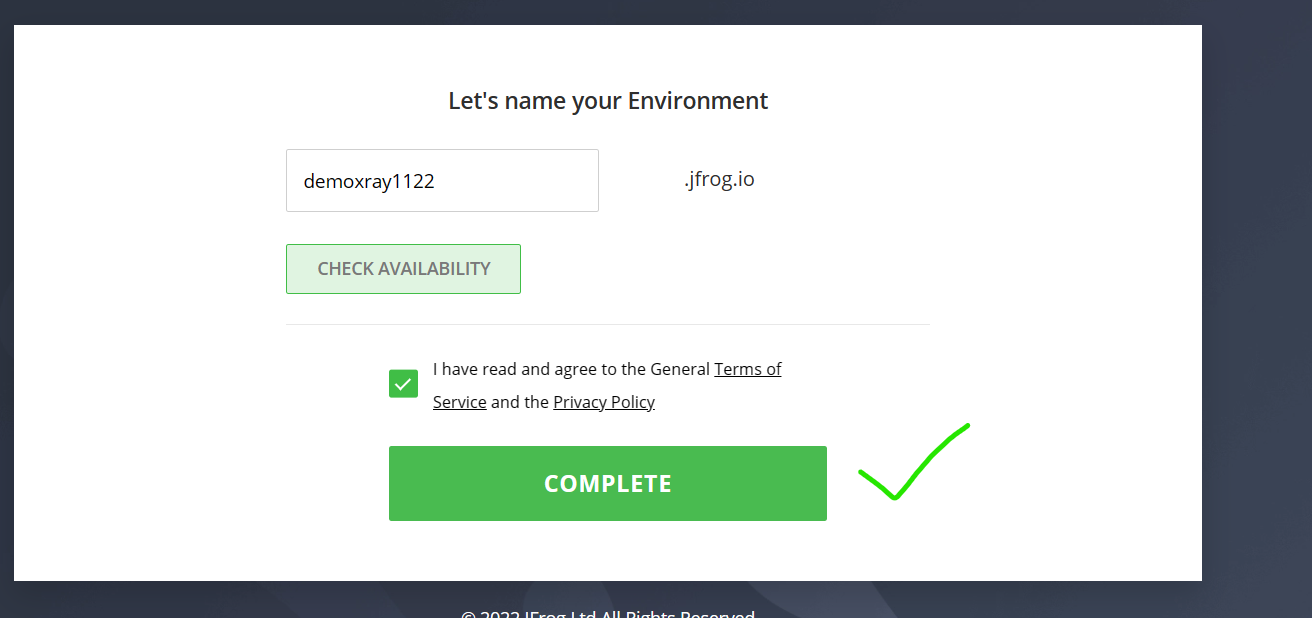 Let's name your Environment
demoxray1122
.jfrog.io
CHECK AVAILABILITY
I have read and agree to the General Terms of
Service and the Privacy Policy
COMPLETE
© 2022 JFrog Ltd All Rights Reserved